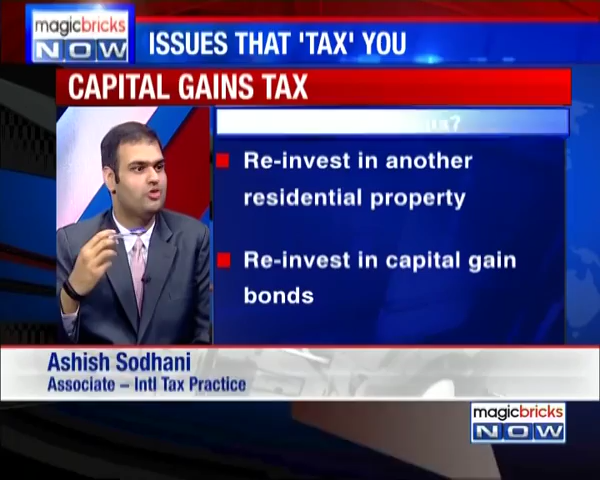 magicbricks
NOW
ISSUES THAT 'TAX' YOU
CAPITAL GAINS TAX
Re-invest in another
residential property
Re-invest in capital gain
bonds
Ashish Sodhani
Associate – Intl Tax Practice
magicbricks
NOW